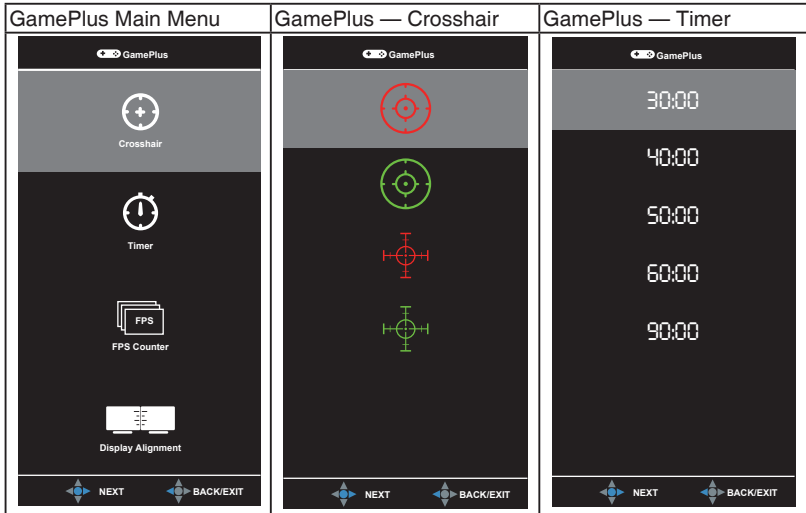 GamePlus Main Menu
GamePlus — Crosshair
GamePlus — Timer
GamePlus
Crosshair
Timer
FPS
FPS Counter
Display Alignment
NEXT BACK/EXIT
GamePlus
NEXT BACK/EXIT
GamePlus
30:00
40:00
50:00
60:00
90:00
NEXT BACK/EXIT